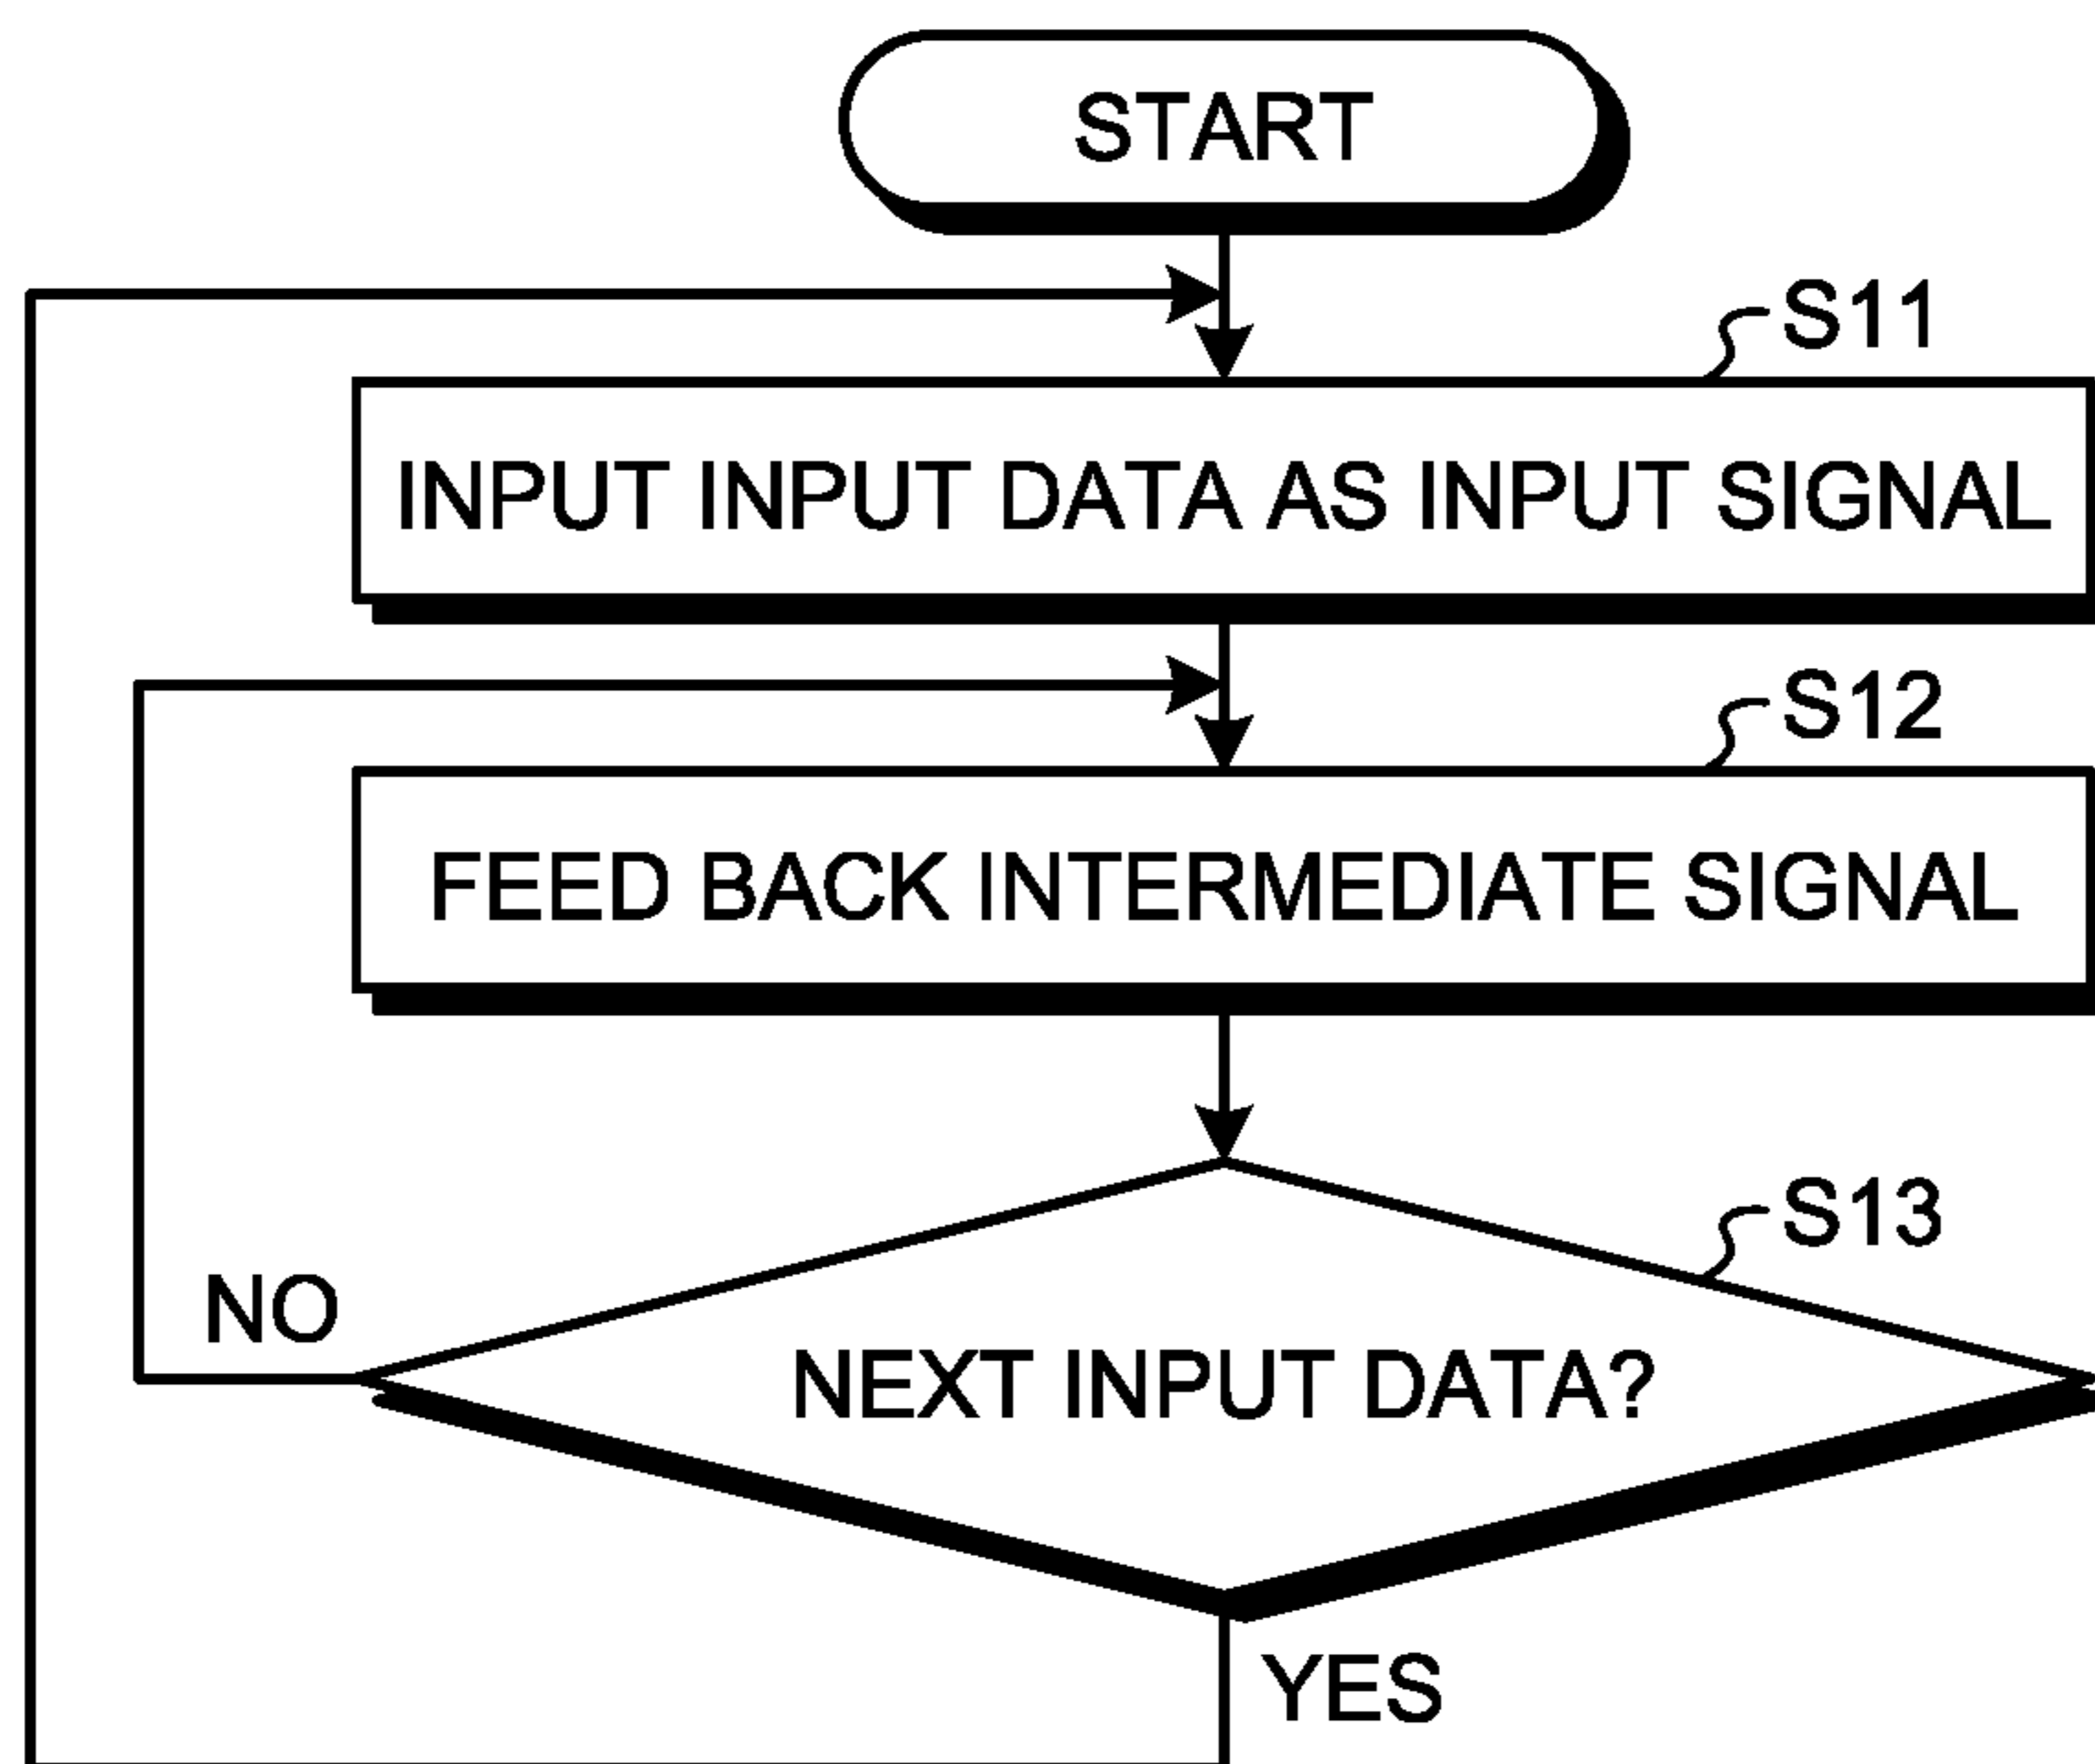 START
S11
INPUT INPUT DATA AS INPUT SIGNAL
S12
FEED BACK INTERMEDIATE SIGNAL
S13
NO
NEXT INPUT DATA?
YES